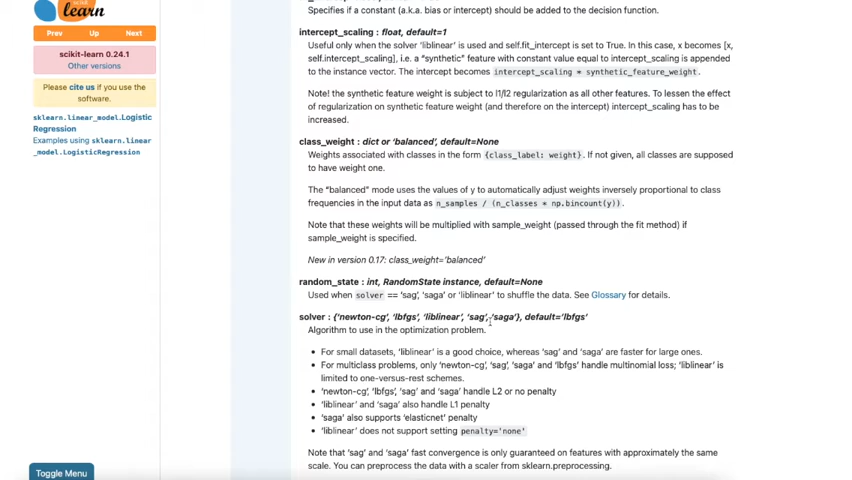 learn
Specifies if a constant (a.k.a. bias or intercept) should be added to the decision function.
Prev Up Next
intercept_scaling : float, default=1
Useful only when the solver 'liblinear' is used and self.fit_intercept is set to True. In this case, x becomes [x,
self.intercept_scaling], i.e. a “synthetic” feature with constant value equal to intercept_scaling is appended
to the instance vector. The intercept becomes intercept_scaling * synthetic_feature_weight.
scikit-learn 0.24.1
Other versions
Please cite us if you use the
software.
Note! the synthetic feature weight is subject to l1/l2 regularization as all other features. To lessen the effect
of regularization on synthetic feature weight (and therefore on the intercept) intercept_scaling has to be
increased.
sklearn.linear_model.Logistic
Regression
Examples using sklearn.linear
_model.LogisticRegression
class_weight : dict or 'balanced', default=None
Weights associated with classes in the form {class_label: weight}. If not given, all classes are supposed
to have weight one.
The “balanced” mode uses the values of y to automatically adjust weights inversely proportional to class
frequencies in the input data as n_samples / (n_classes * np.bincount(y)).
Note that these weights will be multiplied with sample_weight (passed through the fit method) if
sample_weight is specified.
New in version 0.17: class_weight='balanced'
random_state : int, RandomState instance, default=None
Used when solver == 'sag', 'saga' or 'liblinear' to shuffle the data. See Glossary for details.
solver : {'newton-cg', 'lbfgs', 'liblinear', 'sag', 'saga'}, default='lbfgs'
Algorithm to use in the optimization problem.
• For small datasets, 'liblinear' is a good choice, whereas 'sag' and 'saga' are faster for large ones.
• For multiclass problems, only 'newton-cg', 'sag', 'saga' and 'lbfgs' handle multinomial loss; 'liblinear' is
limited to one-versus-rest schemes.
• 'newton-cg', 'lbfgs', 'sag' and 'saga' handle L2 or no penalty
• 'liblinear' and 'saga' also handle L1 penalty
• 'saga' also supports 'elasticnet' penalty
• 'liblinear' does not support setting penalty='none'
Note that 'sag' and 'saga' fast convergence is only guaranteed on features with approximately the same
scale. You can preprocess the data with a scaler from sklearn.preprocessing.
Toggle Menu